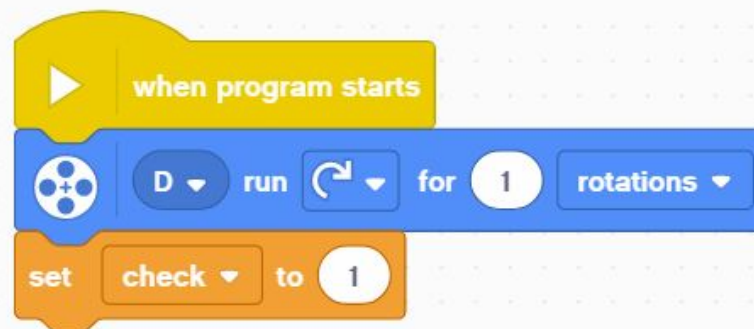 when program starts
D run for 1 rotations
set check to 1